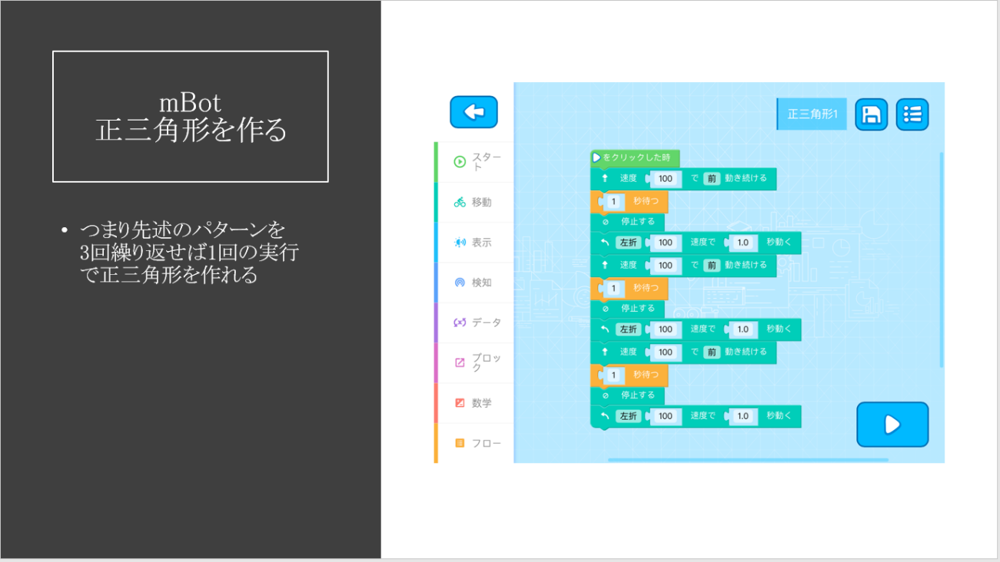 mBot
正三角形を作る
• つまり先述のパターンを
3回繰り返せば1回の実行
で正三角形を作れる
正三角形1
スター
ト
移動
表示
検知
データ
ブロッ
ク
数学
フロー
をクリックした時
速度 100 で 前 動き続ける
1 秒待つ
停止する
左折 100 速度で 1.0 秒動く
速度 100 で 前 動き続ける
1 秒待つ
停止する
左折 100 速度で 1.0 秒動く
速度 100 で 前 動き続ける
1 秒待つ
停止する
左折 100 速度で 1.0 秒動く